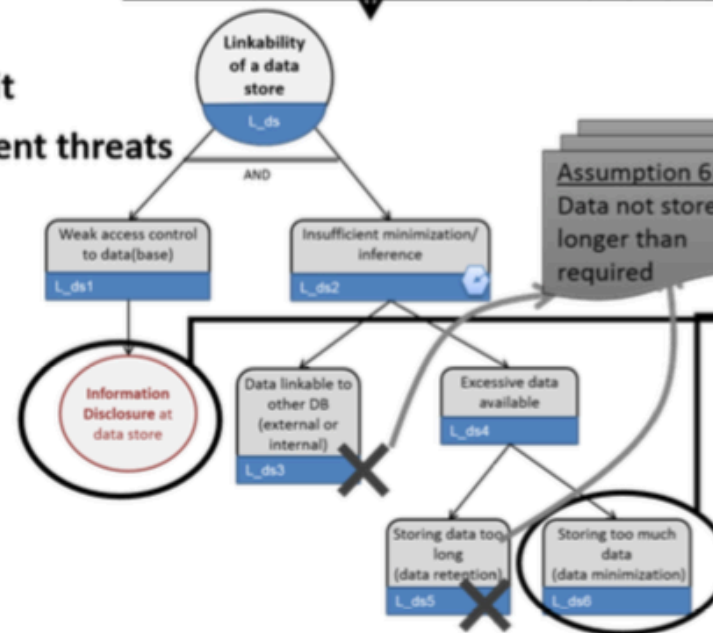 Linkability
of a data
store
L_ds
t
ent threats
AND
Assumption 6
Data not store
longer than
required
Weak access control
to data(base)
L_ds1
Insufficient minimization/
inference
L_ds2
Information
Disclosure at
data store
Data linkable to
other DB
(external or
internal)
L_ds3
Excessive data
available
L_ds4
Storing data too
long
(data retention)
L_ds5
Storing too much
data
(data minimization)
L_ds6